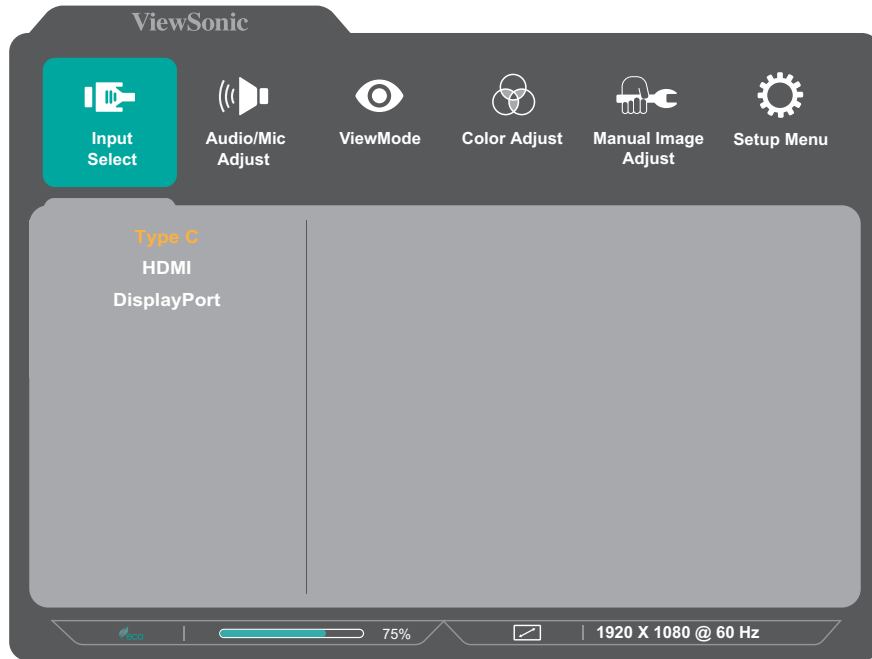 ViewSonic
Input
Select
Audio/Mic
Adjust
ViewMode
Color Adjust
Manual Image
Adjust
Setup Menu
Type C
HDMI
DisplayPort
eco
75%
1920 X 1080 @ 60 Hz